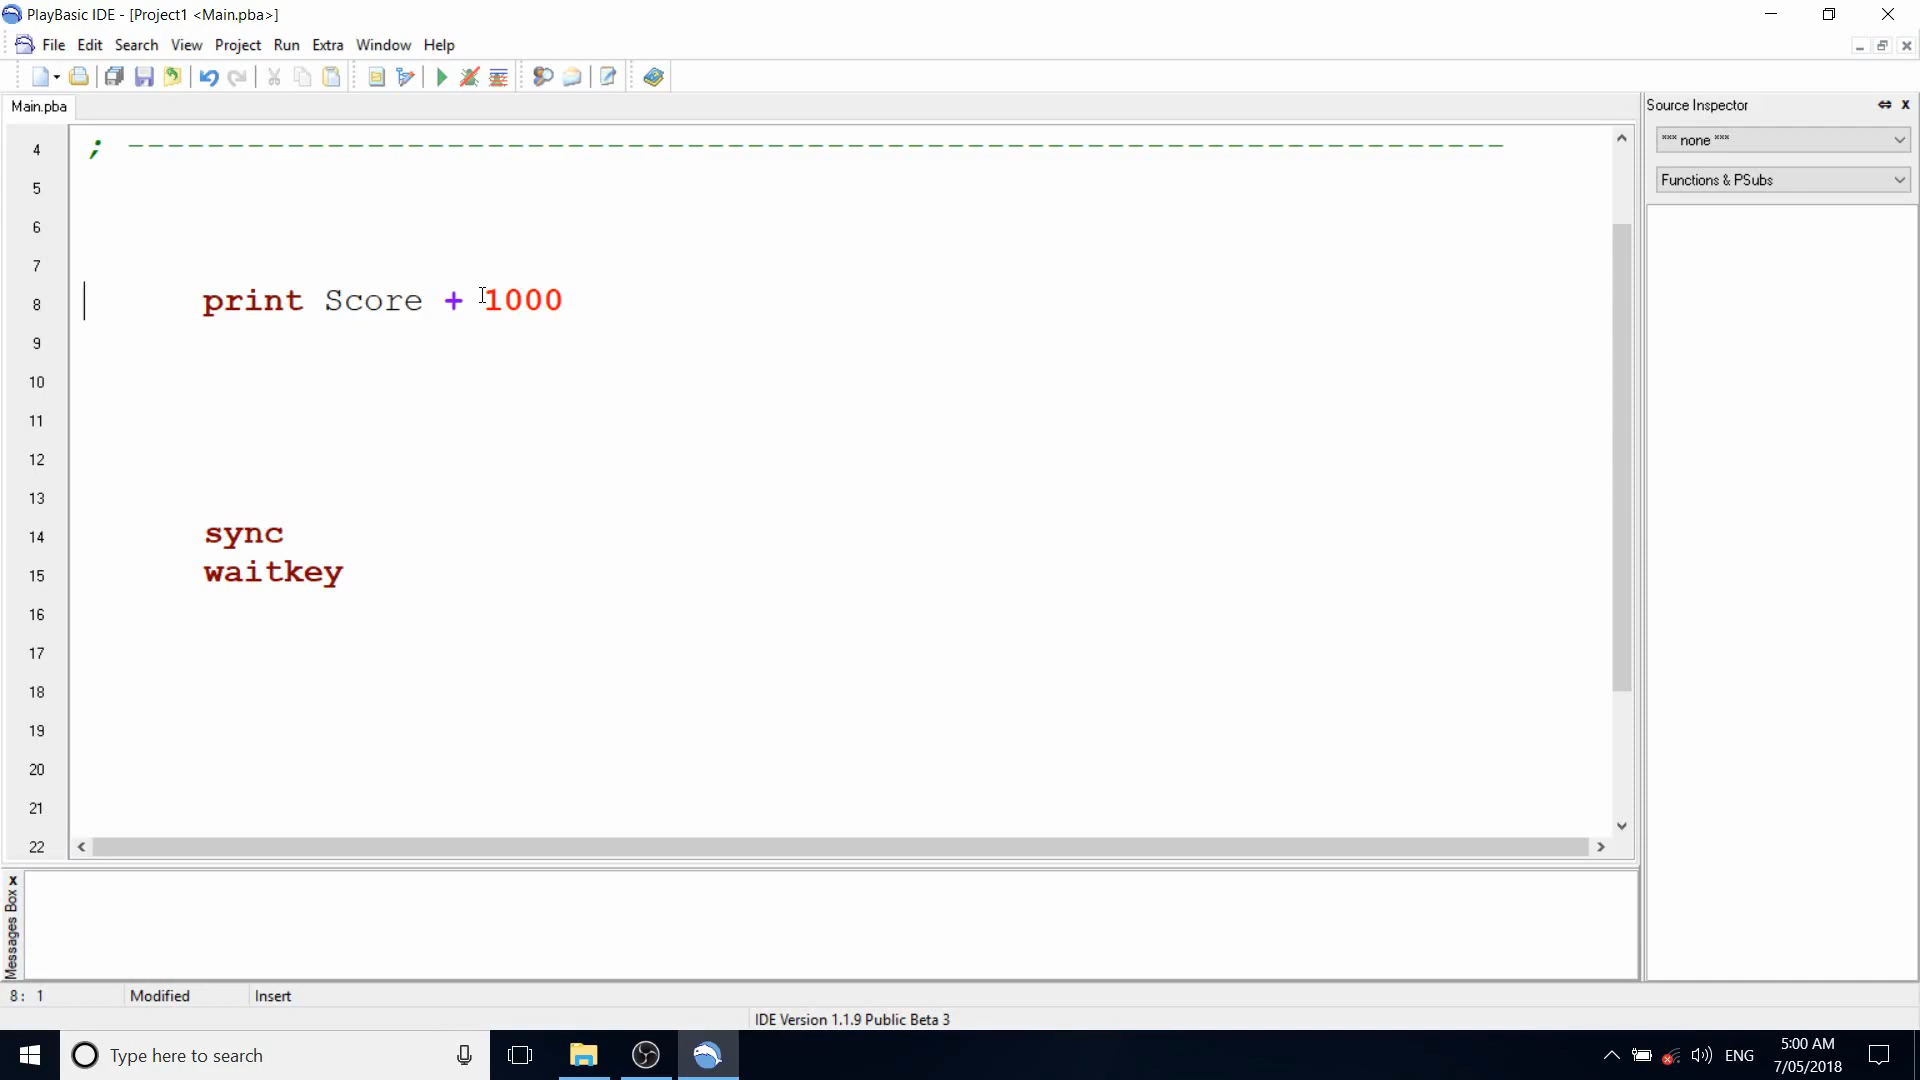 PlayBasic IDE - [Project1 <Main.pba>]
File Edit Search View Project Run Extra Window Help
Main.pba
Source Inspector
*** none ***
Functions & PSubs
4 ; ---------------------------------------------------------------------
5
6
7
8 print Score + 1000
9
10
11
12
13
14 sync
15 waitkey
16
17
18
19
20
21
22
Messages Box
8: 1 Modified Insert
IDE Version 1.1.9 Public Beta 3
Type here to search
ENG
5:00 AM
7/05/2018